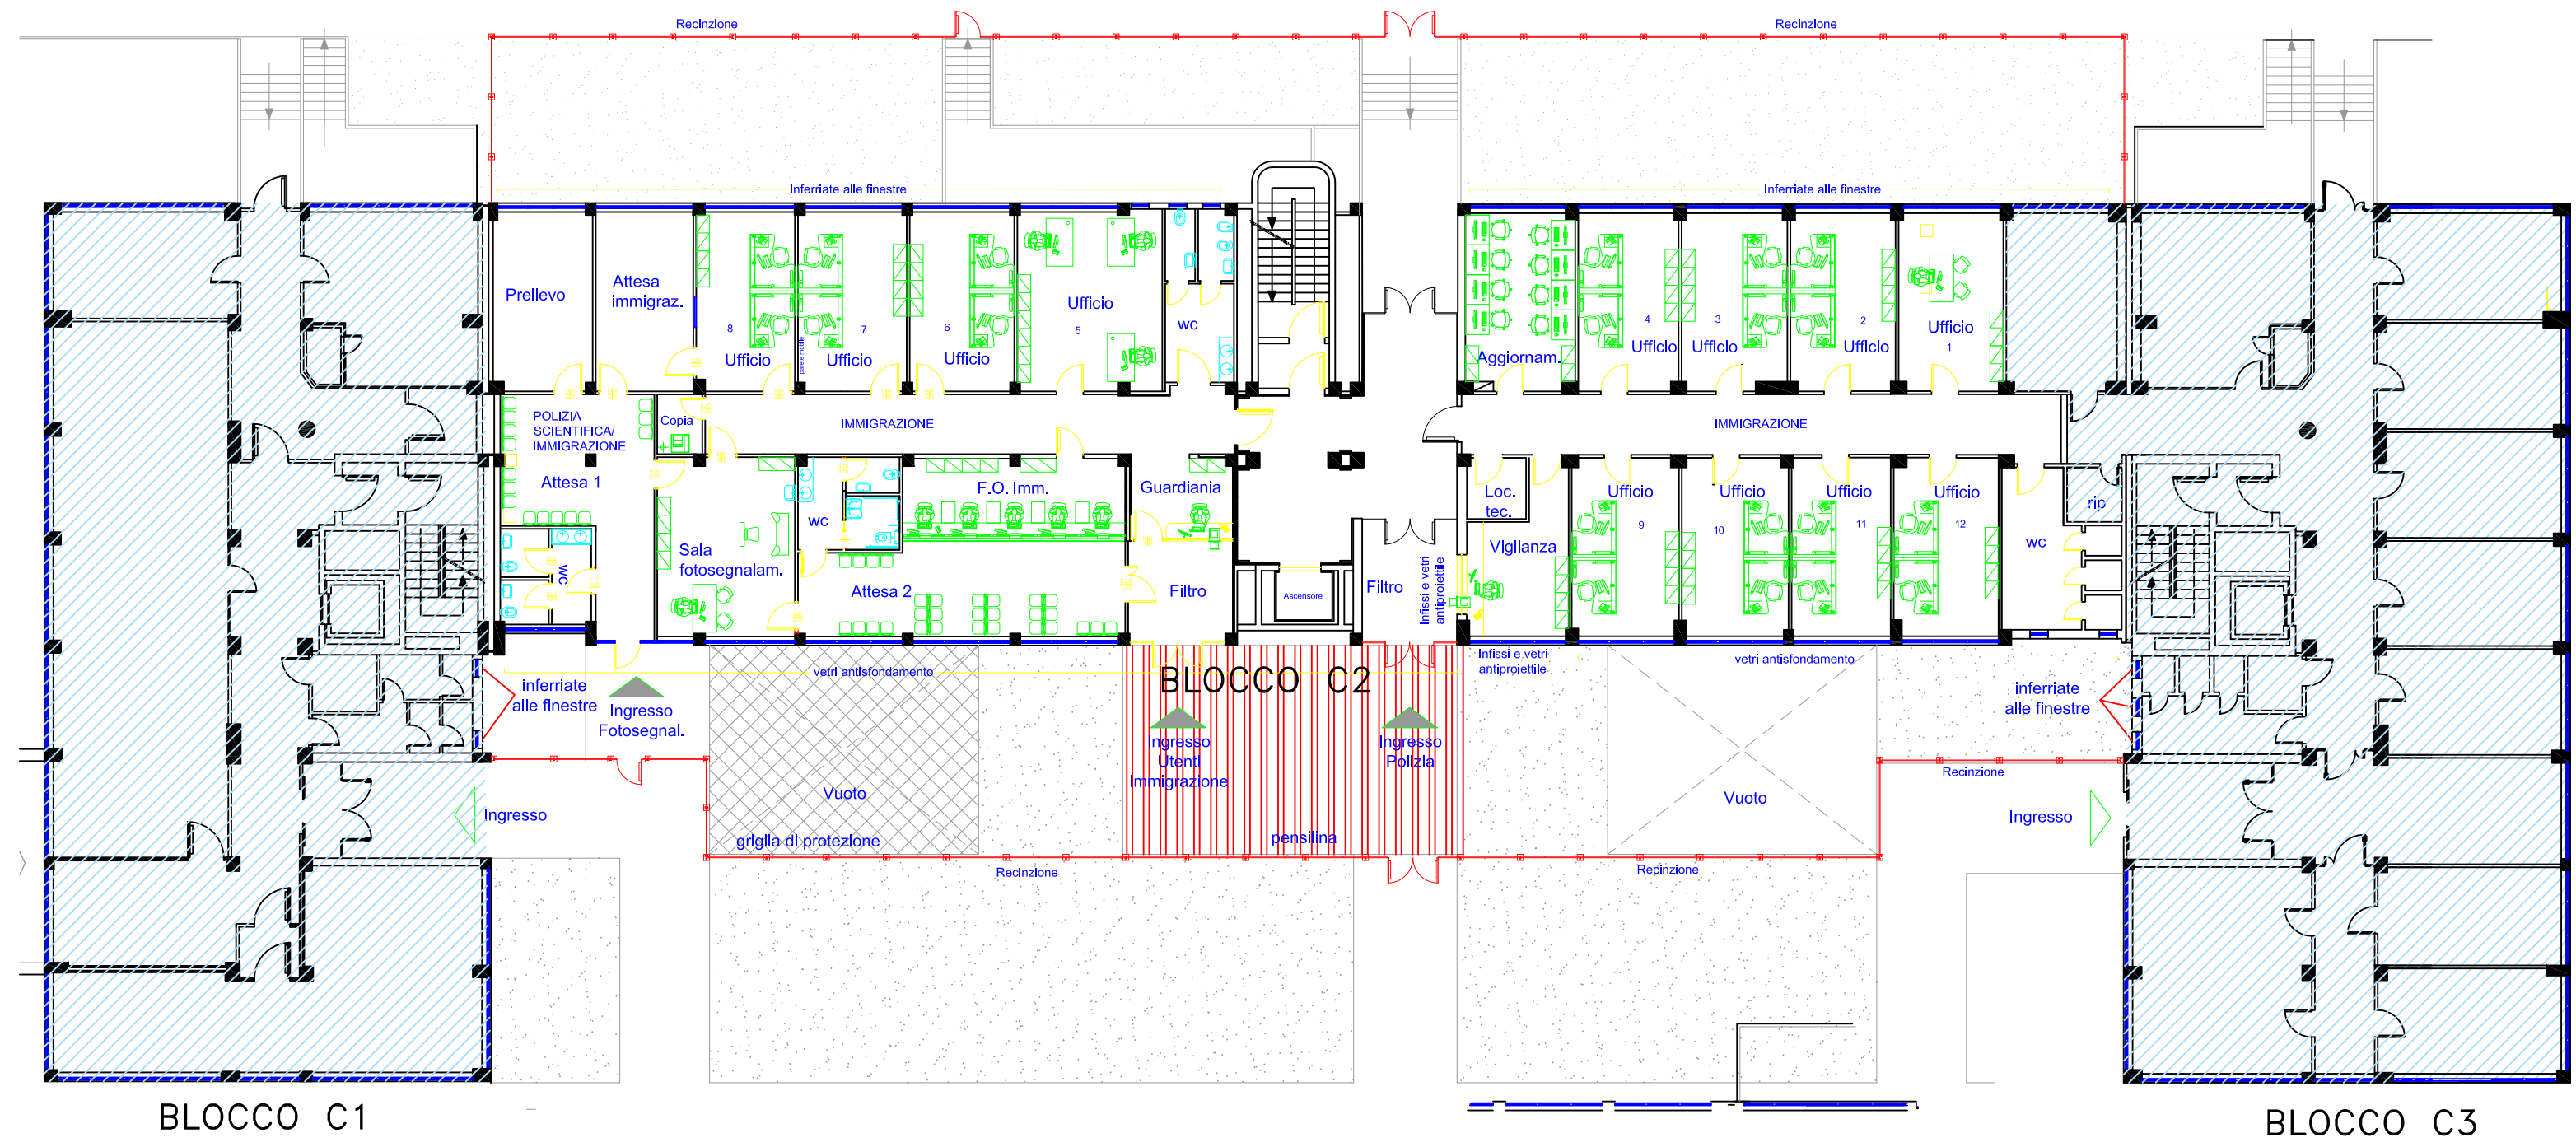 Recinzione
Recinzione
Inferriate alle finestre
Inferriate alle finestre
Prelievo
Attesa
immigraz.
8
Ufficio
parete mobile
7
Ufficio
6
Ufficio
Ufficio
5
wc
Aggiornam.
4
Ufficio
3
Ufficio
2
Ufficio
Ufficio
1
POLIZIA
SCIENTIFICA/
IMMIGRAZIONE
Copia
IMMIGRAZIONE
IMMIGRAZIONE
Attesa 1
F.O. Imm.
Guardiania
Loc.
tec.
Ufficio
9
Ufficio
10
Ufficio
11
Ufficio
12
rip
wc
wc
wc
Sala
fotosegnalam.
Attesa 2
Filtro
Ascensore
Filtro
Infissi e vetri
antiproiettile
Vigilanza
Infissi e vetri
antiproiettile
vetri antisfondamento
vetri antisfondamento
BLOCCO C2
inferriate
alle finestre
Ingresso
Fotosegnal.
Ingresso
Utenti
Immigrazione
Ingresso
Polizia
inferriate
alle finestre
Recinzione
Vuoto
Vuoto
Ingresso
Ingresso
griglia di protezione
pensilina
Recinzione
Recinzione
BLOCCO C1
BLOCCO C3